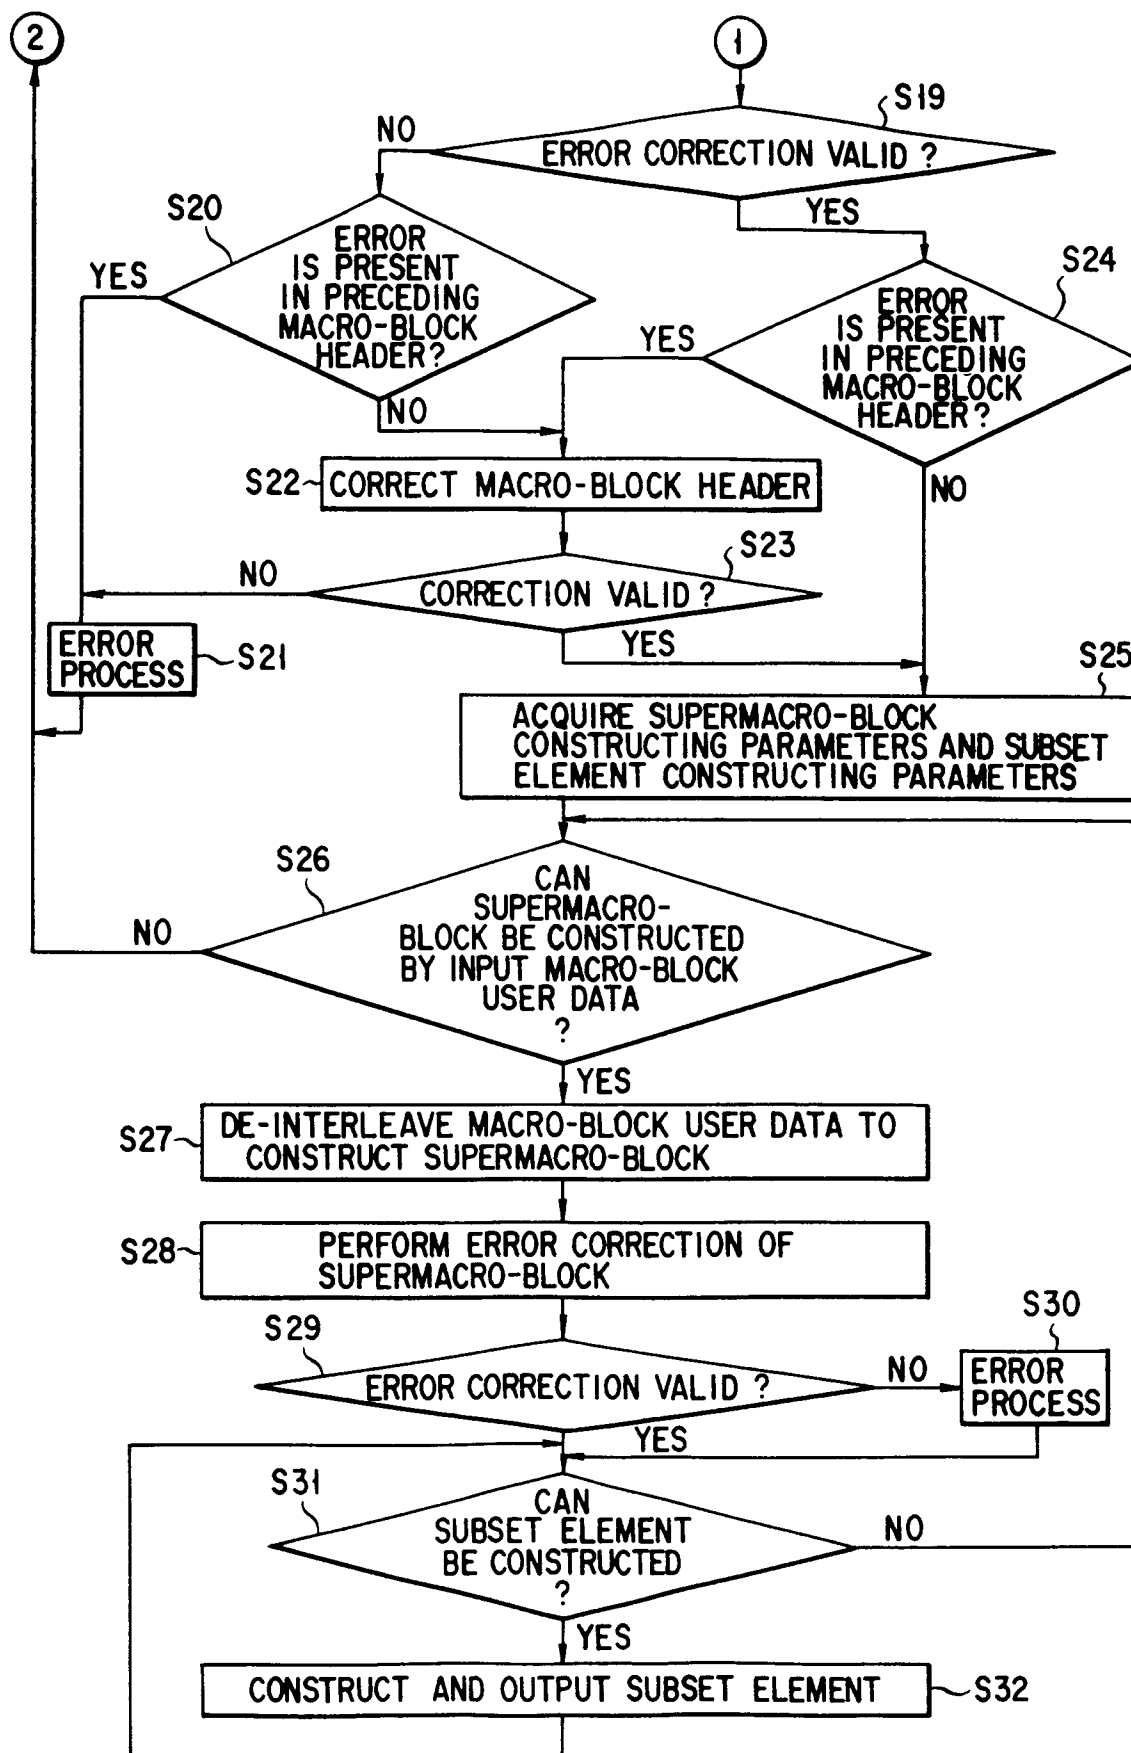 2
1
S19
NO
ERROR CORRECTION VALID ?
S20
YES
ERROR
IS PRESENT
IN PRECEDING
MACRO-BLOCK
HEADER?
YES
S24
ERROR
IS PRESENT
IN PRECEDING
MACRO-BLOCK
HEADER?
YES
NO
NO
S22
CORRECT MACRO-BLOCK HEADER
S23
NO
CORRECTION VALID ?
YES
ERROR
PROCESS
S21
S25
ACQUIRE SUPERMACRO-BLOCK
CONSTRUCTING PARAMETERS AND SUBSET
ELEMENT CONSTRUCTING PARAMETERS
S26
CAN
SUPERMACRO-
BLOCK BE CONSTRUCTED
BY INPUT MACRO-BLOCK
USER DATA
?
NO
YES
S27
DE-INTERLEAVE MACRO-BLOCK USER DATA TO
CONSTRUCT SUPERMACRO-BLOCK
S28
PERFORM ERROR CORRECTION OF
SUPERMACRO-BLOCK
S29
S30
ERROR CORRECTION VALID ?
NO
ERROR
PROCESS
YES
S31
CAN
SUBSET ELEMENT
BE CONSTRUCTED
?
NO
YES
CONSTRUCT AND OUTPUT SUBSET ELEMENT
S32